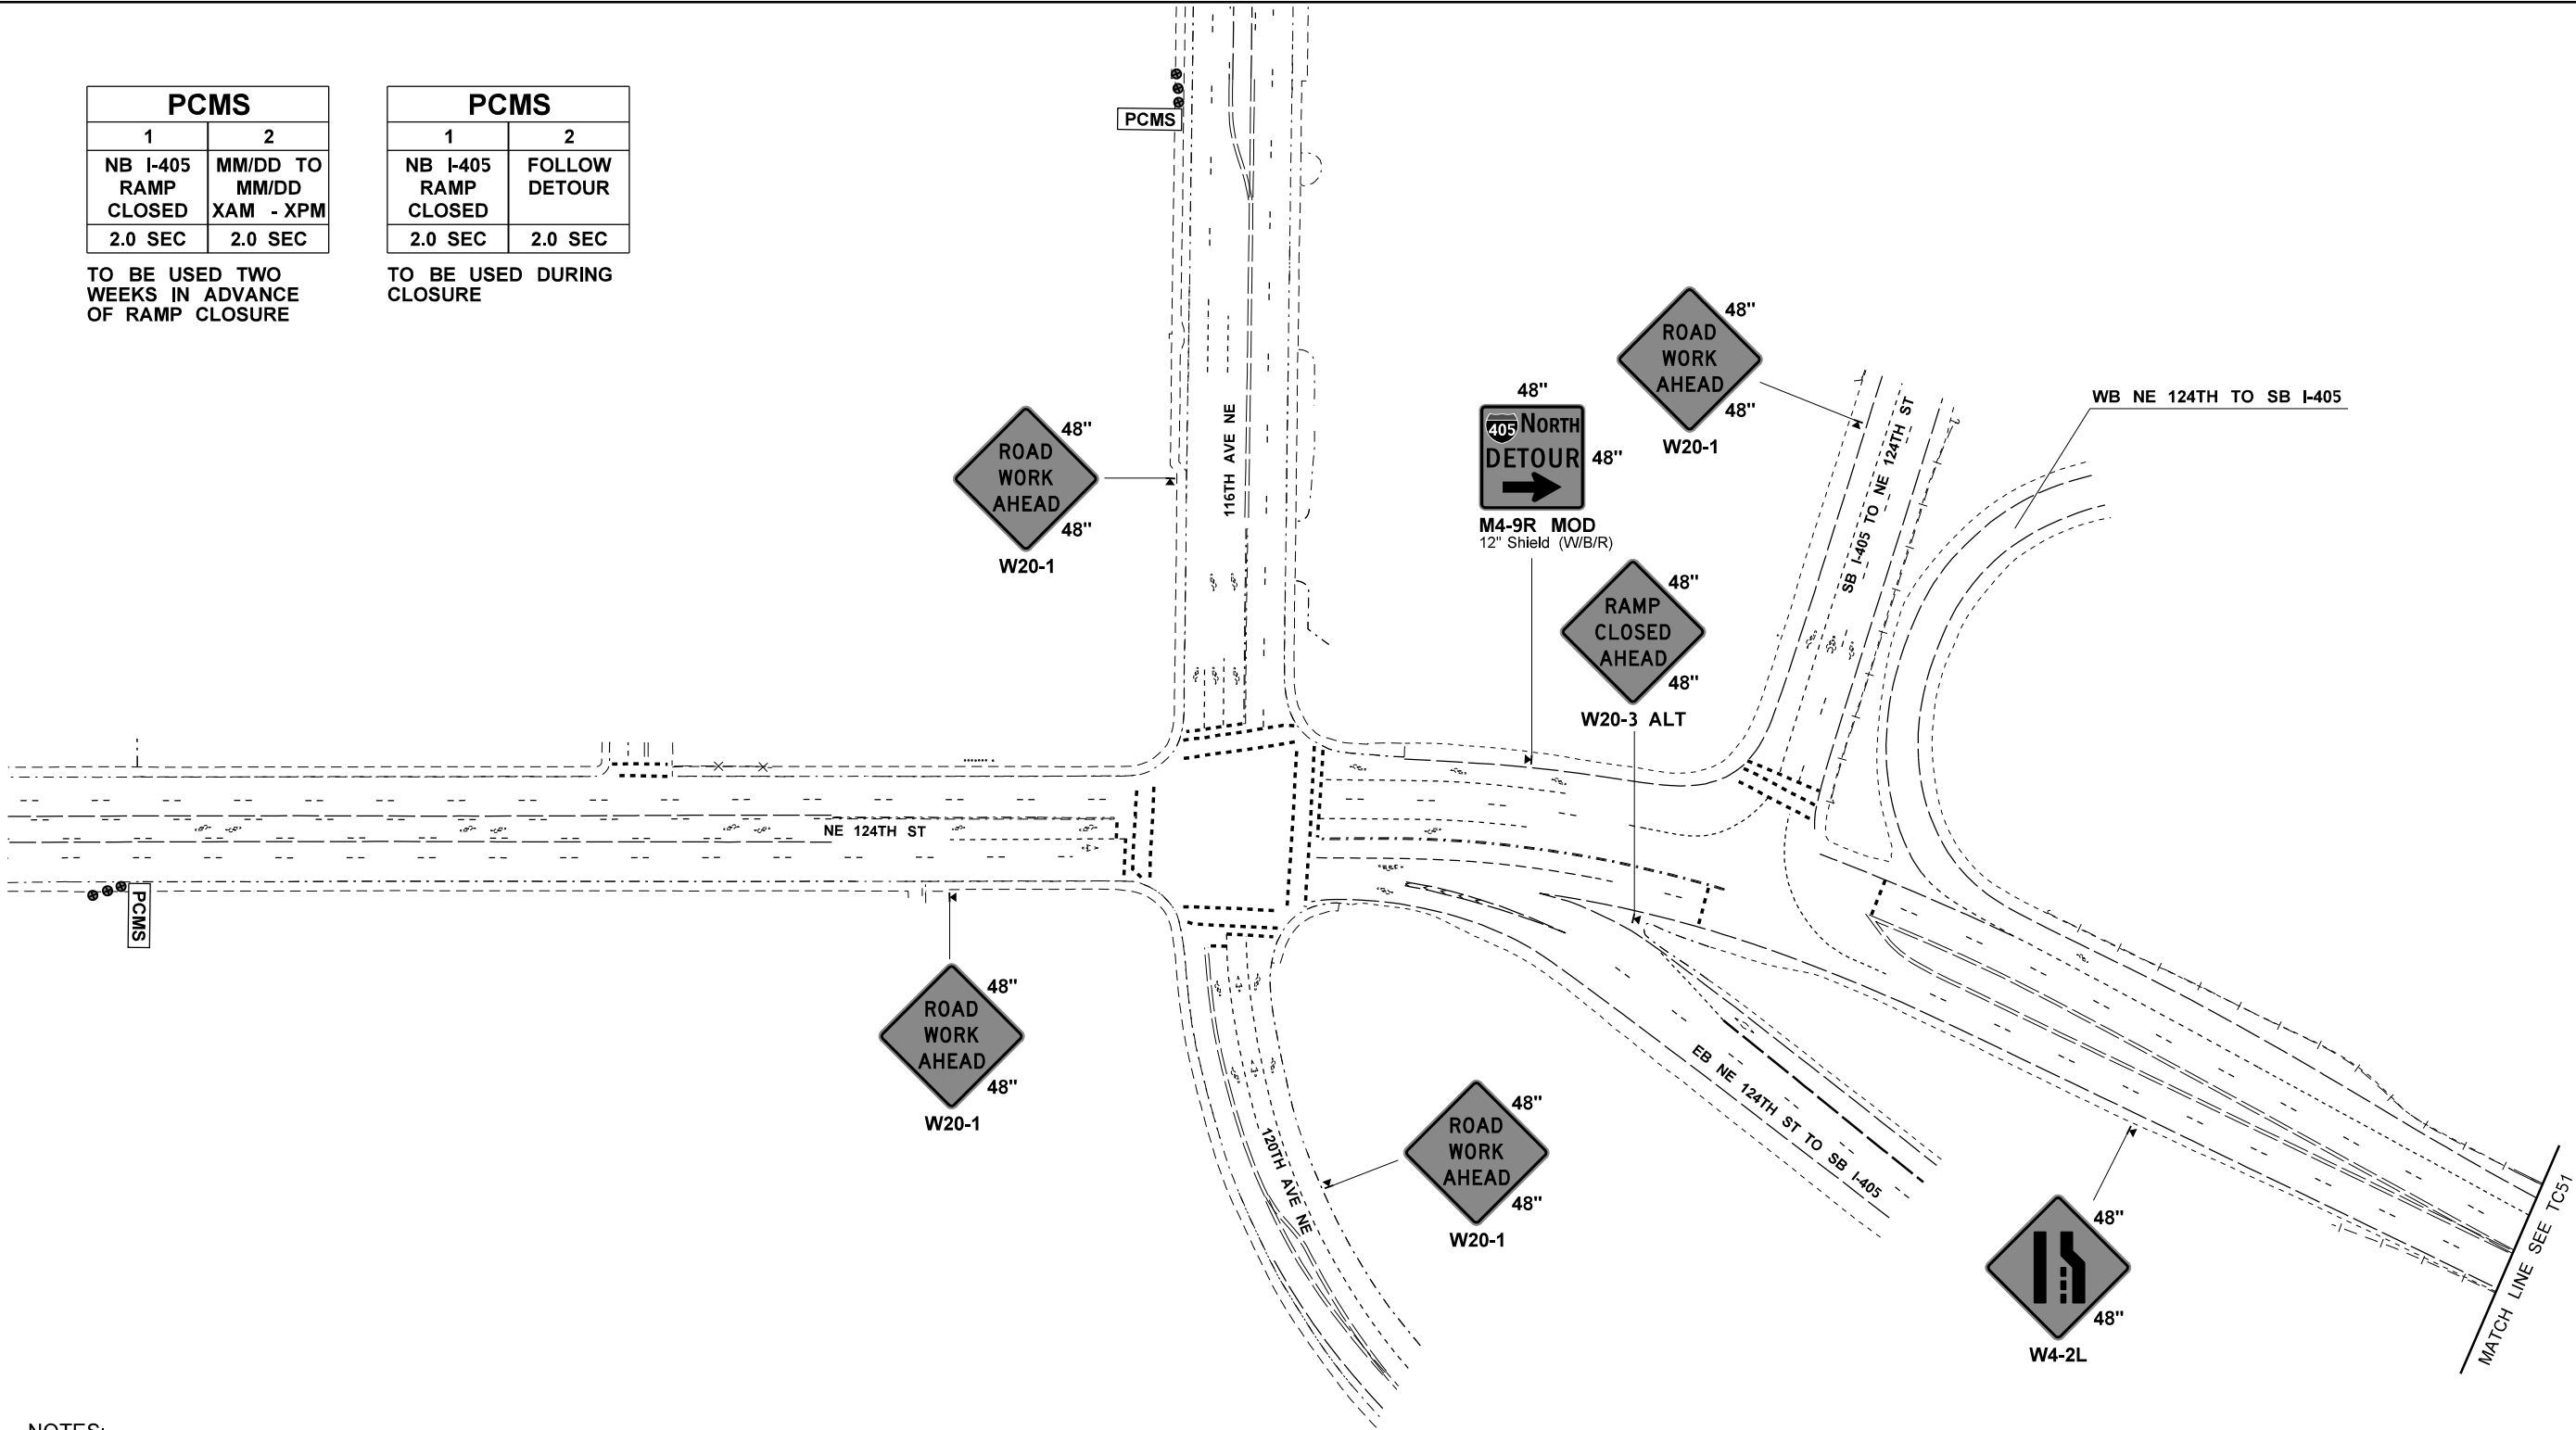 PCMS
1 2
NB I-405 MM/DD TO
RAMP MM/DD
CLOSED XAM - XPM
2.0 SEC 2.0 SEC
TO BE USED TWO
WEEKS IN ADVANCE
OF RAMP CLOSURE
PCMS
1 2
NB I-405 FOLLOW
RAMP DETOUR
CLOSED
2.0 SEC 2.0 SEC
TO BE USED DURING
CLOSURE
PCMS
116TH AVE NE
ROAD
WORK
AHEAD
48"
48"
W20-1
48"
405 NORTH
DETOUR
48"
M4-9R MOD
12" Shield (W/B/R)
ROAD
WORK
AHEAD
48"
48"
W20-1
SB I-405 TO NE 124TH ST
WB NE 124TH TO SB I-405
RAMP
CLOSED
AHEAD
48"
48"
W20-3 ALT
NE 124TH ST
PCMS
ROAD
WORK
AHEAD
48"
48"
W20-1
120TH AVE NE
ROAD
WORK
AHEAD
48"
48"
W20-1
EB NE 124TH ST TO SB I-405
48"
48"
W4-2L
MATCH LINE SEE TC51
NOTES: